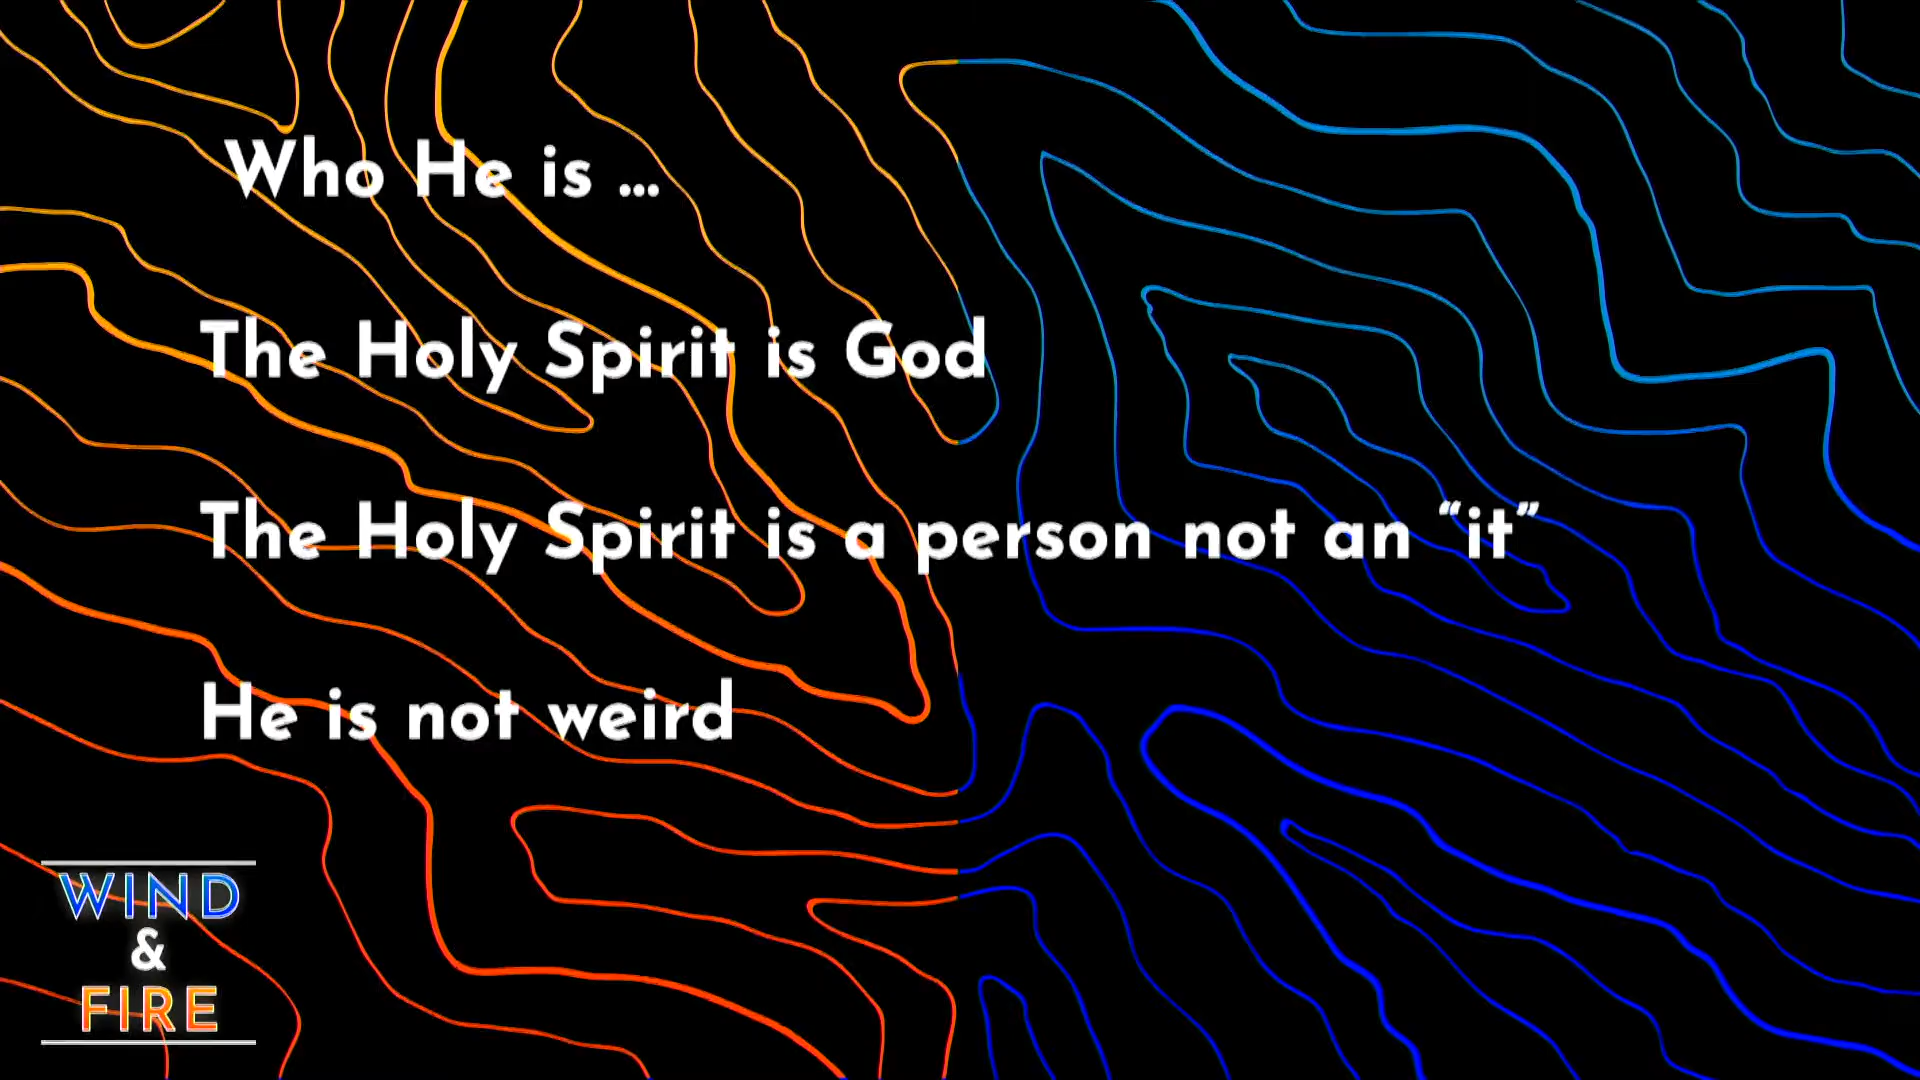 Who He is ...
The Holy Spirit is God
The Holy Spirit is a person not an “it”
He is not weird
WIND
&
FIRE